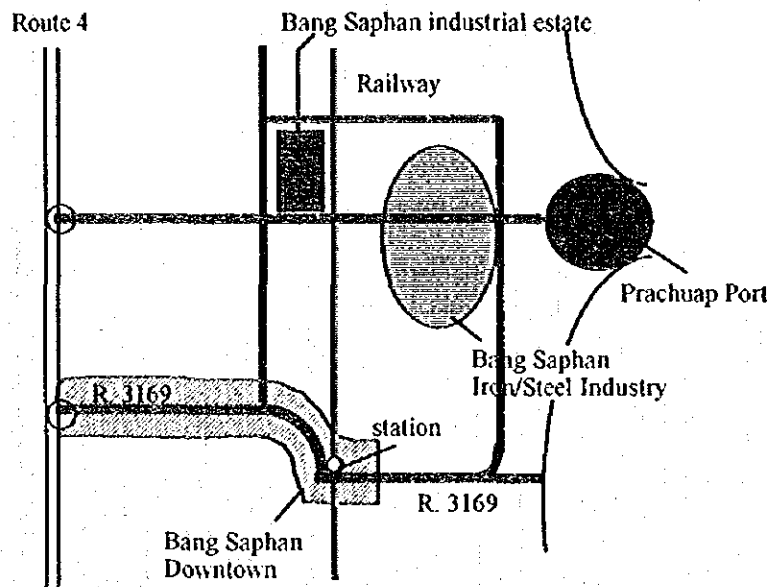 Route 4
Bang Saphan industrial estate
Railway
Prachuap Port
Bang Saphan
Iron/Steel Industry
R. 3169
station
R. 3169
Bang Saphan
Downtown